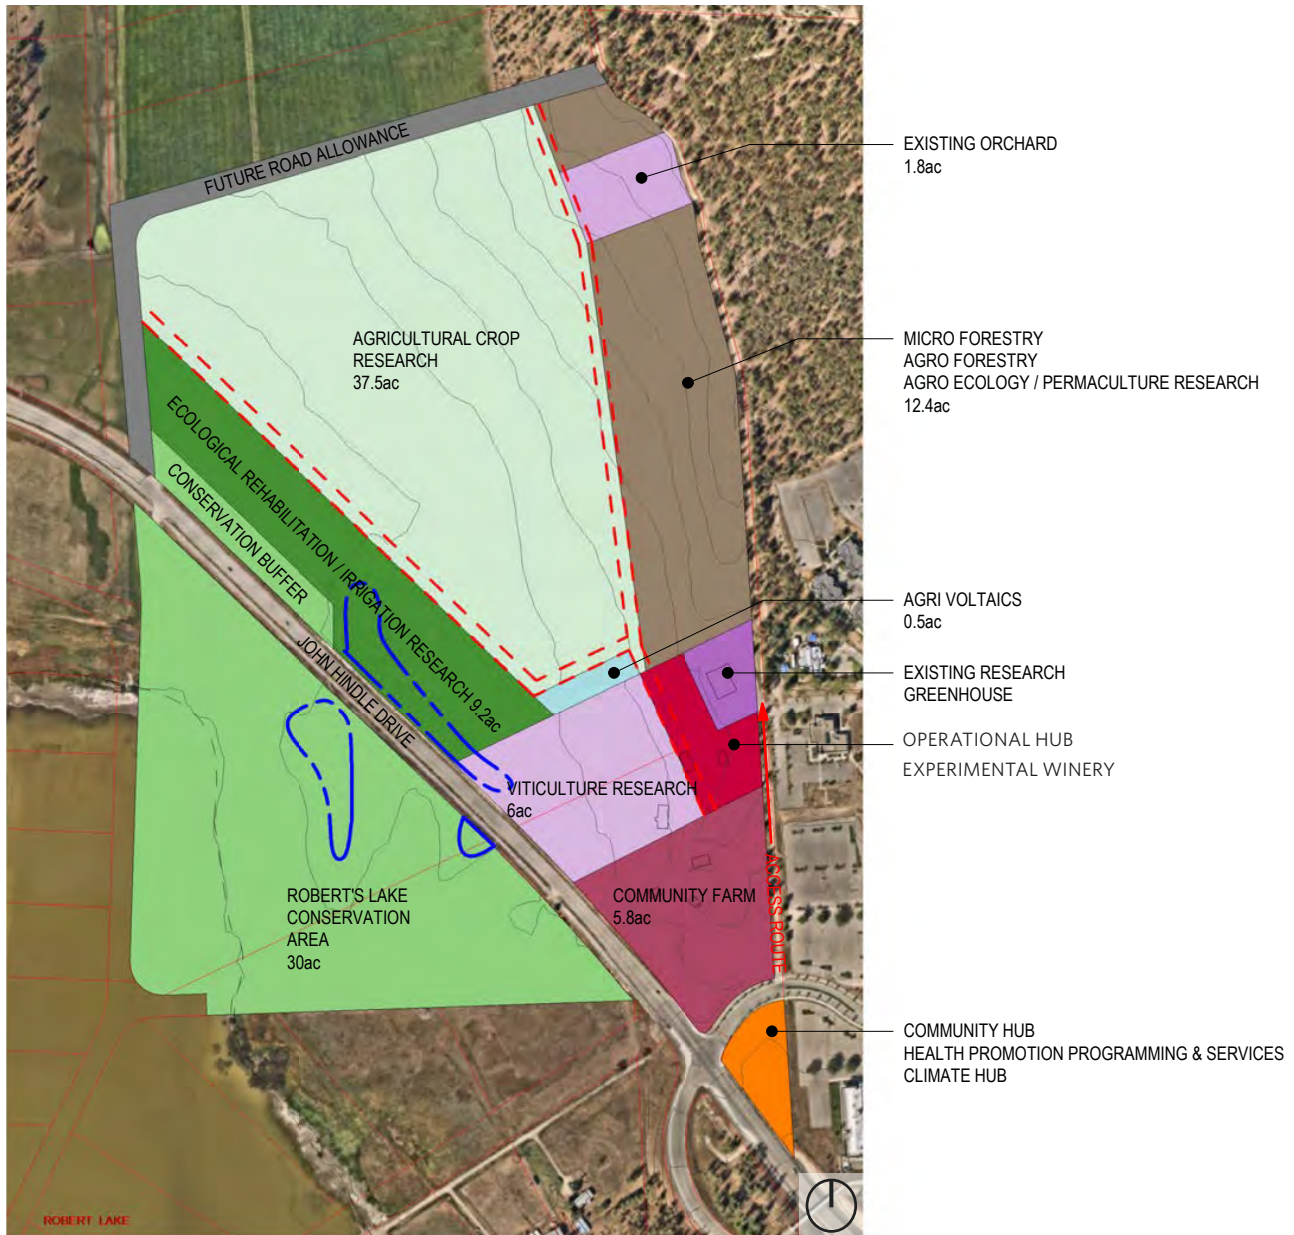 FUTURE ROAD ALLOWANCE
EXISTING ORCHARD
1.8ac
AGRICULTURAL CROP
RESEARCH
37.5ac
MICRO FORESTRY
AGRO FORESTRY
AGRO ECOLOGY / PERMACULTURE RESEARCH
12.4ac
ECOLOGICAL REHABILITATION / IRRIGATION RESEARCH 9.2ac
CONSERVATION BUFFER
JOHN HINDLE DRIVE
AGRI VOLTAICS
0.5ac
EXISTING RESEARCH
GREENHOUSE
OPERATIONAL HUB
EXPERIMENTAL WINERY
VITICULTURE RESEARCH
6ac
ROBERT'S LAKE
CONSERVATION
AREA
30ac
COMMUNITY FARM
5.8ac
ACCESS ROUTE
COMMUNITY HUB
HEALTH PROMOTION PROGRAMMING & SERVICES
CLIMATE HUB
ROBERT LAKE